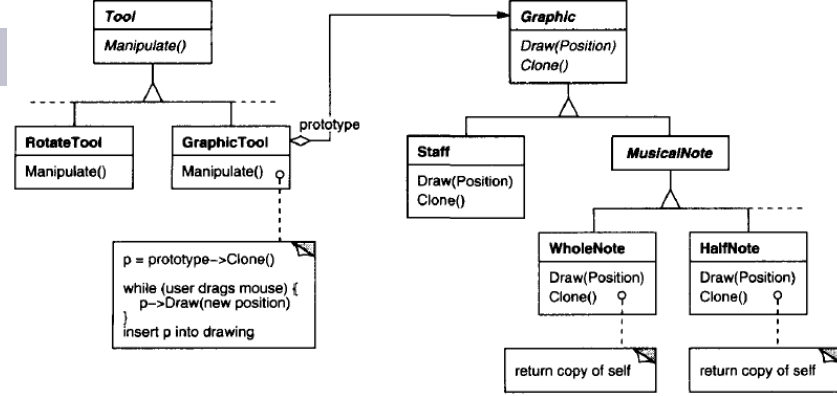 Tool
Manipulate()
Graphic
Draw(Position)
Clone()
prototype
RotateTool
Manipulate()
GraphicTool
Manipulate()
Staff
Draw(Position)
Clone()
MusicalNote
p = prototype->Clone()
while (user drags mouse) {
p->Draw(new position)
}
insert p into drawing
WholeNote
Draw(Position)
Clone()
HalfNote
Draw(Position)
Clone()
return copy of self
return copy of self